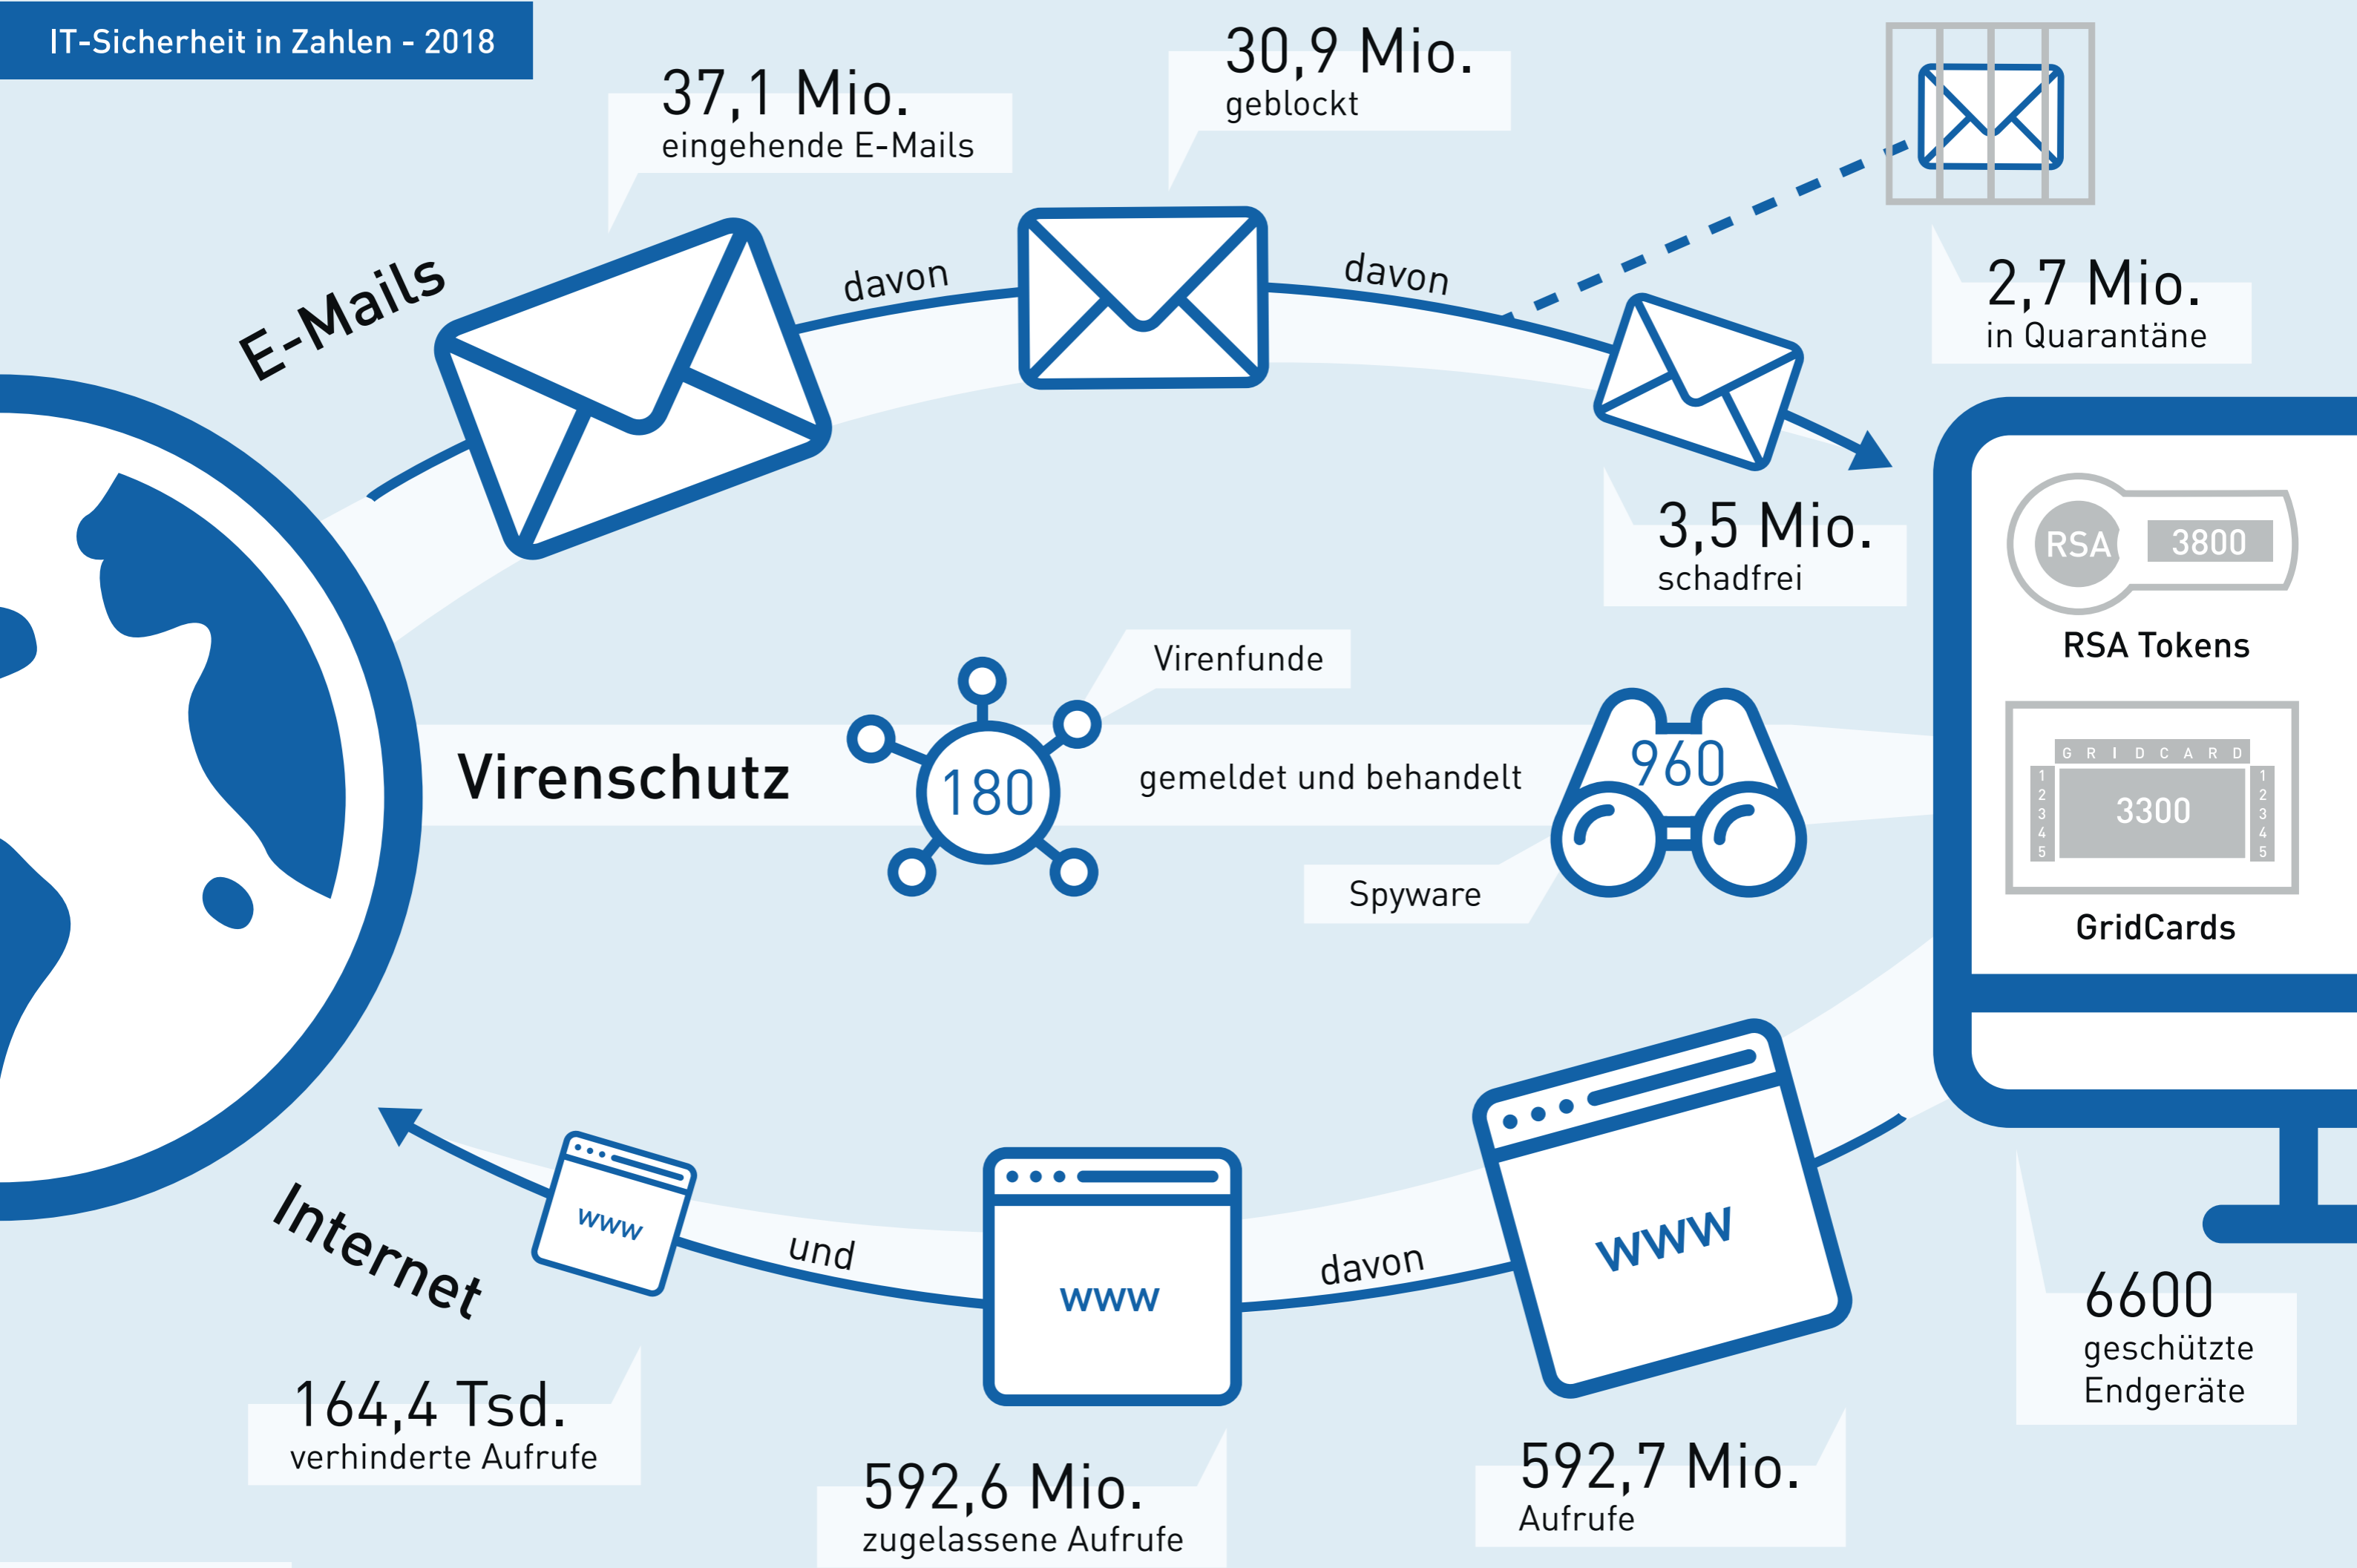 IT-Sicherheit in Zahlen - 2018
37,1 Mio.
eingehende E-Mails
30,9 Mio.
geblockt
2,7 Mio.
in Quarantäne
E-Mails
davon
davon
3,5 Mio.
schadfrei
RSA
3800
RSA Tokens
GRIDCARD
1
2
3
4
5
3300
1
2
3
4
5
GridCards
Virenschutz
180
Virenfunde
gemeldet und behandelt
960
Spyware
Internet
www
und
www
davon
www
164,4 Tsd.
verhinderte Aufrufe
592,6 Mio.
zugelassene Aufrufe
592,7 Mio.
Aufrufe
6600
geschützte
Endgeräte